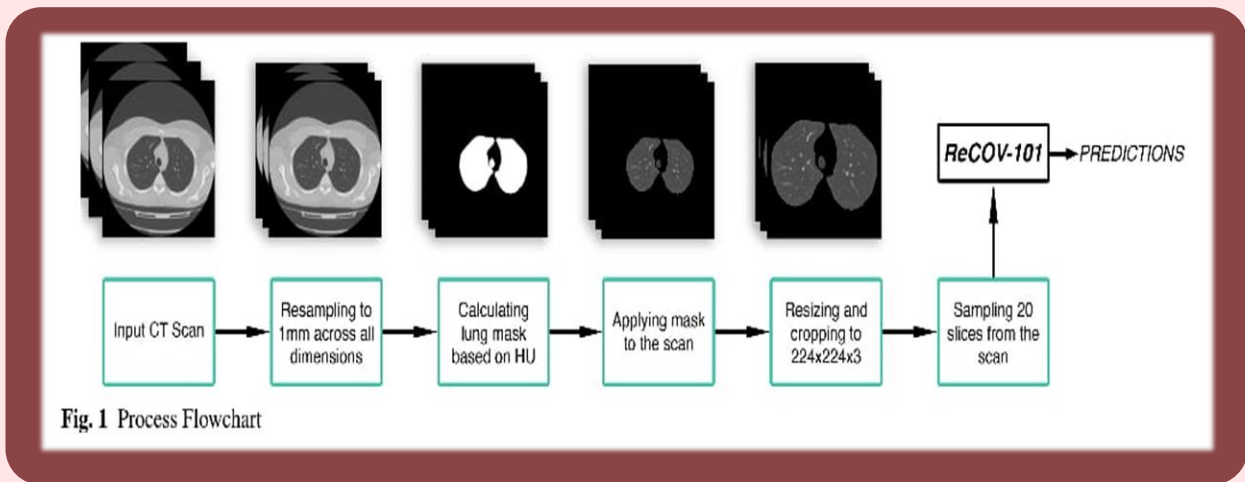 ReCOV-101
PREDICTIONS
Input CT Scan
Resampling to
1mm across all
dimensions
Calculating
lung mask
based on HU
Applying mask
to the scan
Resizing and
cropping to
224x224x3
Sampling 20
slices from the
scan
Fig. 1 Process Flowchart